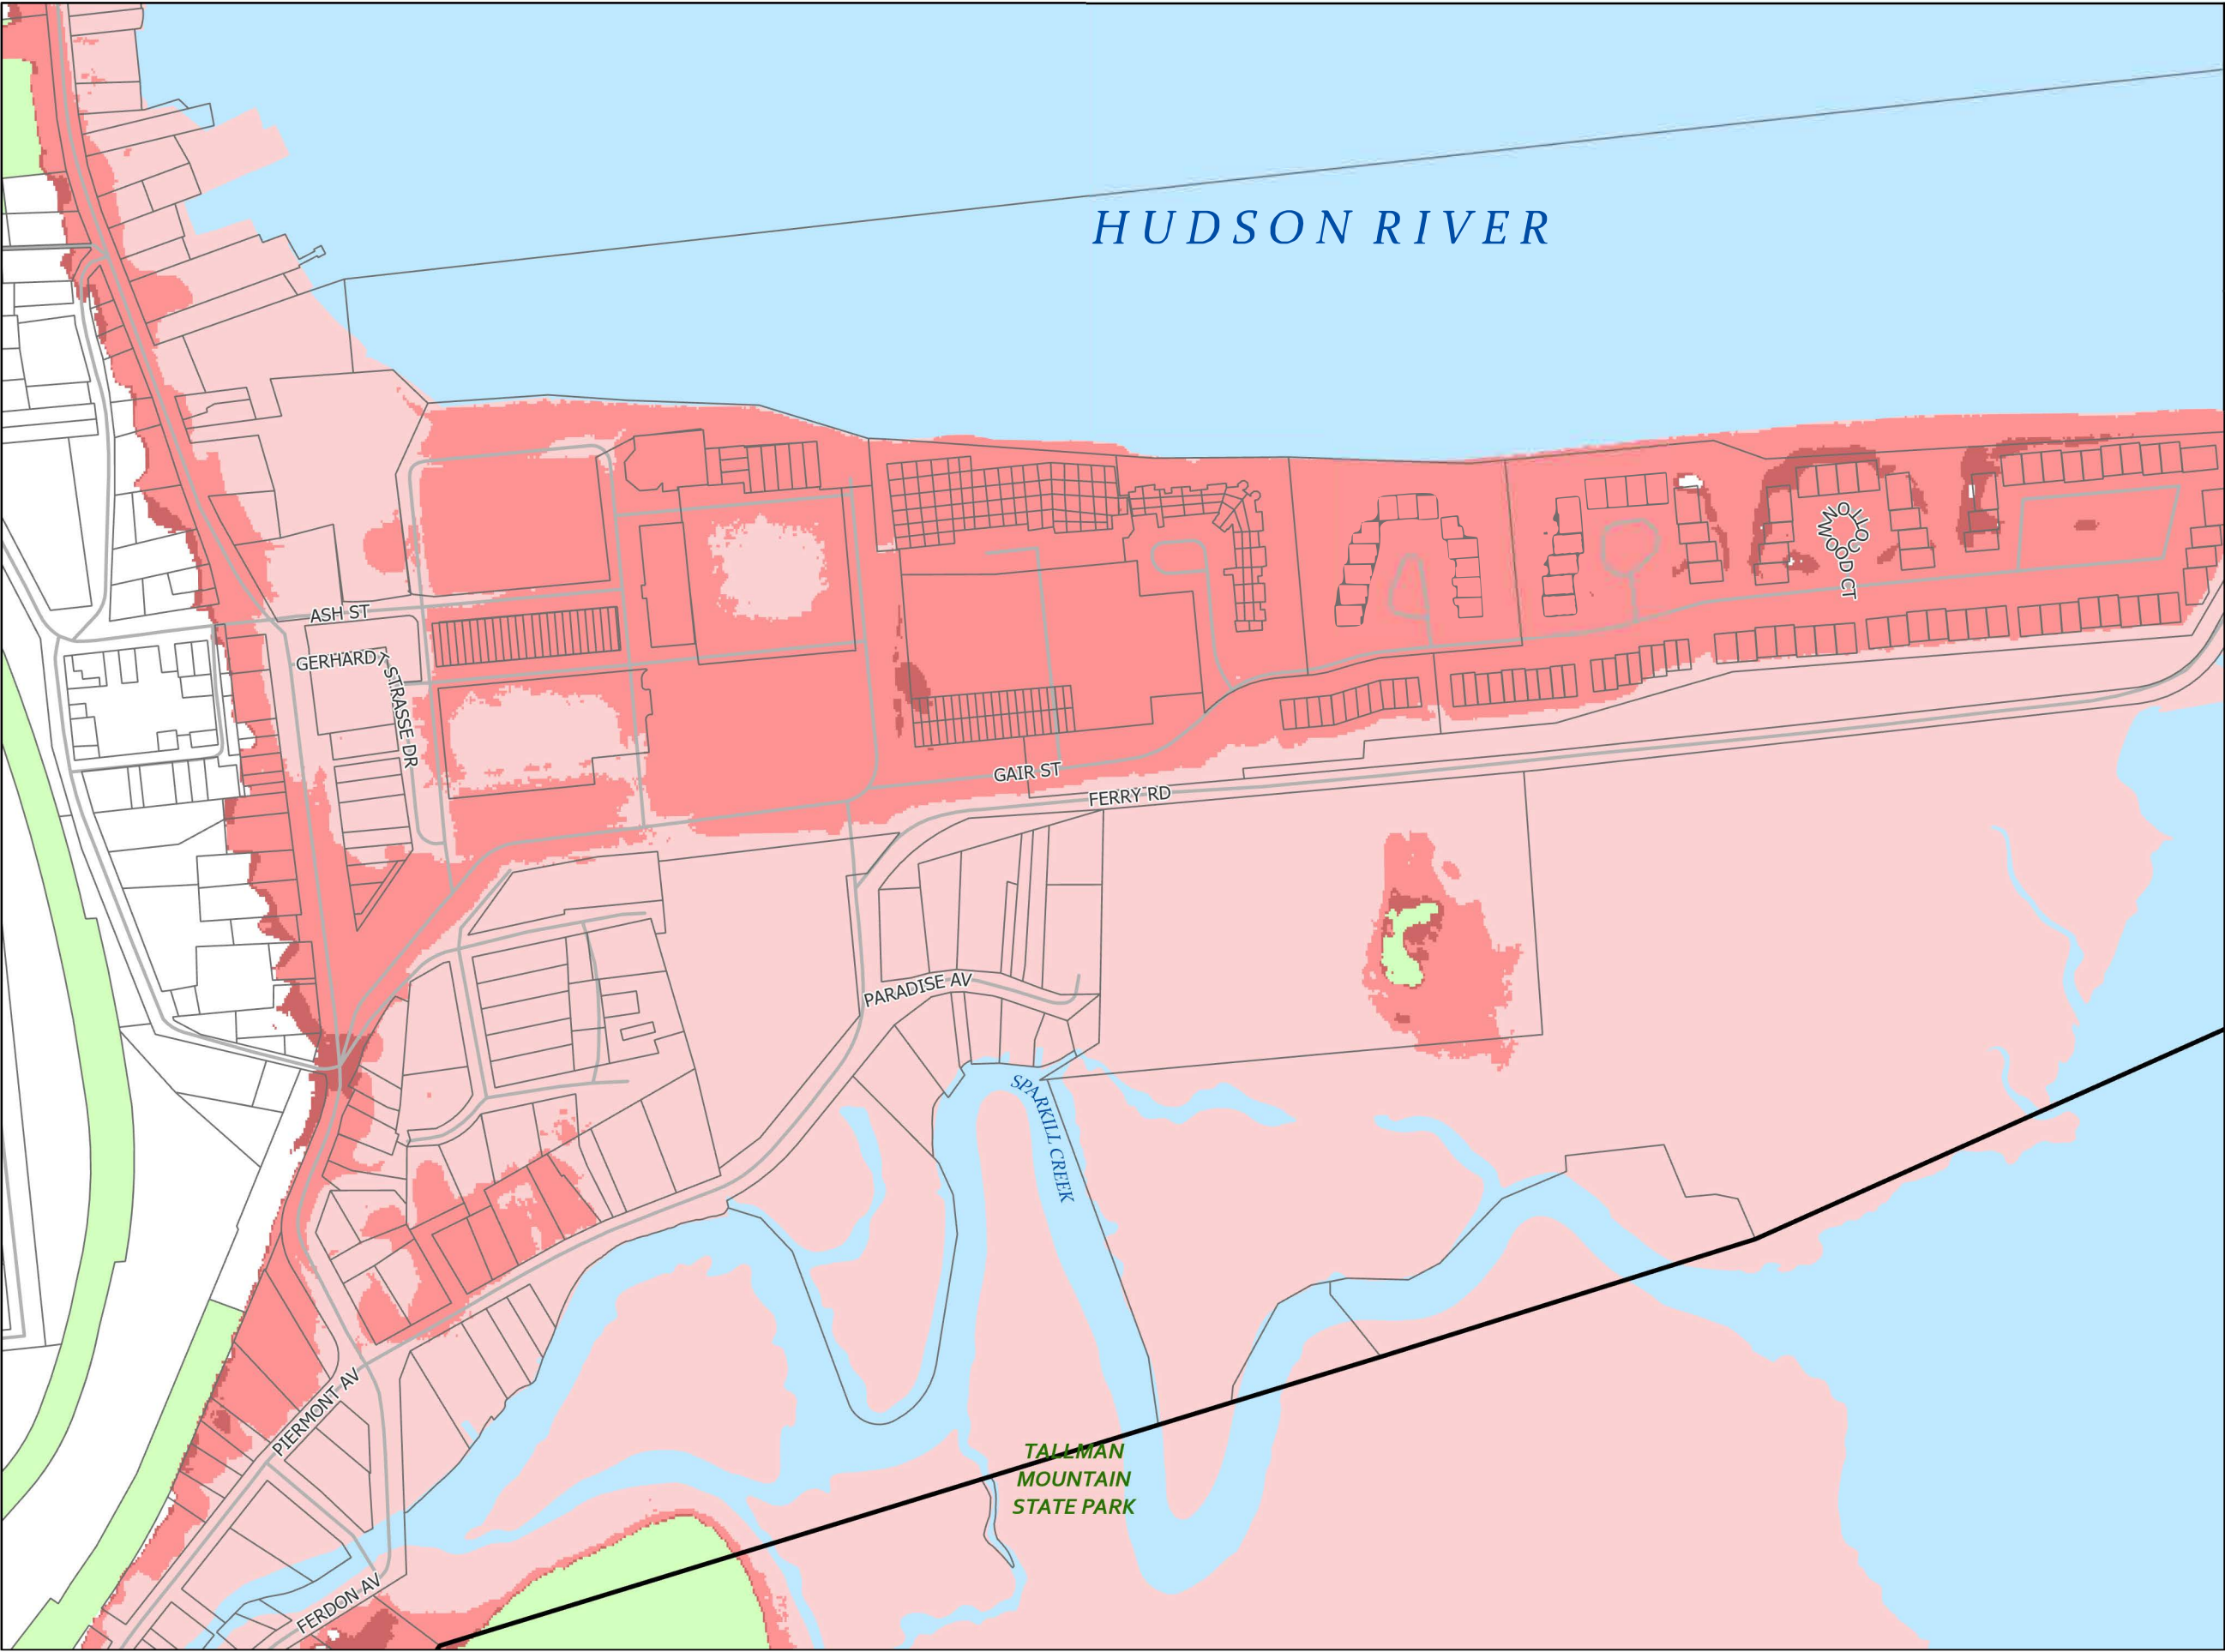 HUDSON RIVER
COTTONWOOD CT
ASH ST
GERHARDT STRASSE DR
GAIR ST
FERRY RD
PARADISE AV
SPARKILL CREEK
PIERMONT AV
TALLMAN
MOUNTAIN
STATE PARK
FERDON AV